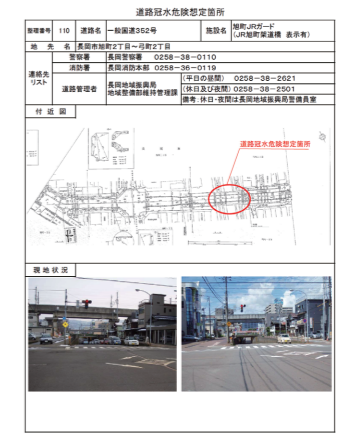 道路冠水危険想定箇所
整理番号 110 道路名 一般国道352号 施設名 旭町JRガード
(JR旭町架道橋 表示有)
地先名 長岡市旭町2丁目～弓町2丁目
連絡先
リスト
警察署 長岡警察署 0258-38-0110
消防署 長岡消防本部 0258-36-0119
道路管理者 長岡地域振興局
地域整備部維持管理課
(平日の昼間) 0258-38-2621
(休日及び夜間) 0258-38-2501
備考:休日・夜間は長岡地域振興局警備員室
付近図
道路冠水危険想定箇所
現地状況